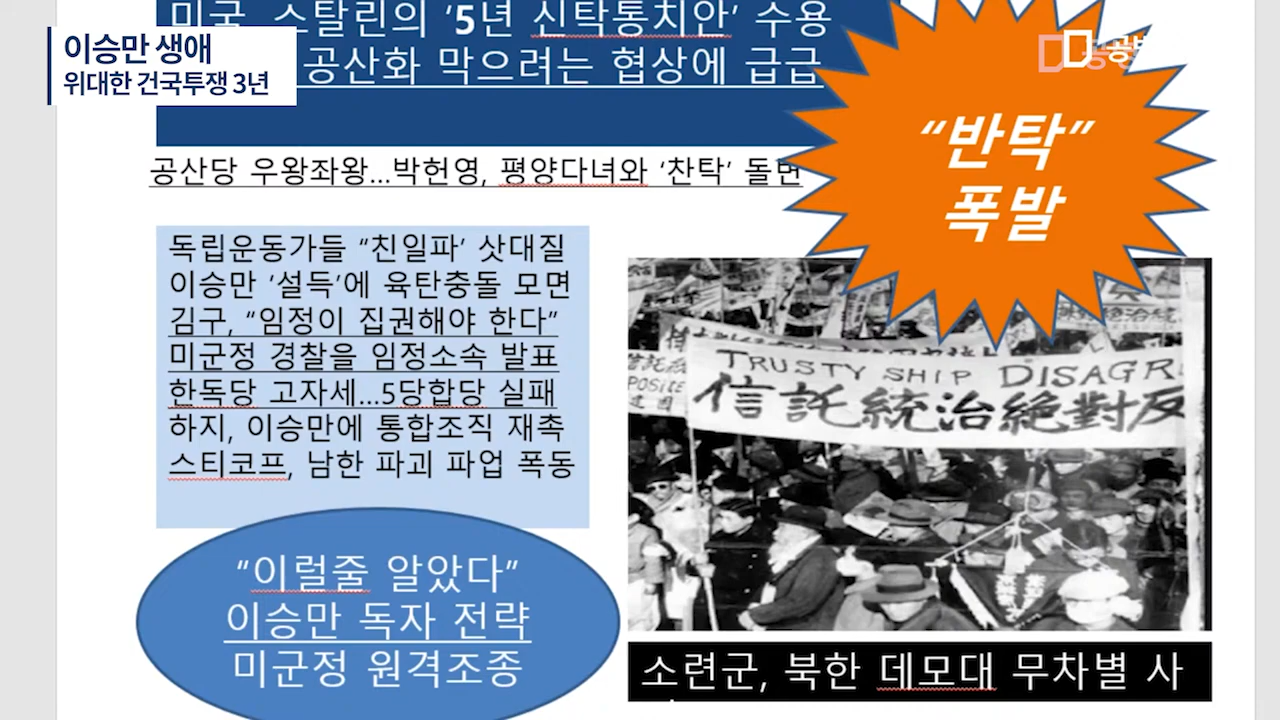 이승만 생애
위대한 건국투쟁 3년
미국, 스탈린의 ‘5년 신탁통치안’ 수용
공산화 막으려는 협상에 급급
“반탁”
폭발
공산당 우왕좌왕...박헌영, 평양다녀와 ‘찬탁’ 돌변
독립운동가들 “친일파’ 삿대질
이승만 ‘설득’에 육탄충돌 모면
김구, “임정이 집권해야 한다”
미군정 경찰을 임정소속 발표
한독당 고자세...5당합당 실패
하지, 이승만에 통합조직 재촉
스티코프, 남한 파괴 파업 폭동
“이럴줄 알았다”
이승만 독자 전략
미군정 원격조종
TRUSTY SHIP DISAGR
信託統治絶對反
소련군, 북한 데모대 무차별 사